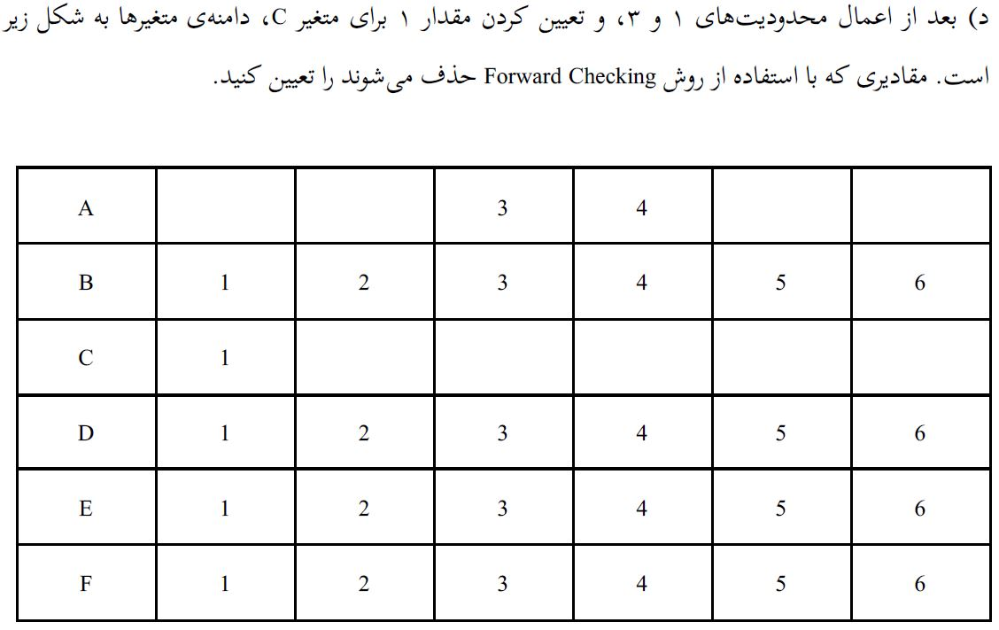 د) بعد از اعمال محدودیت‌های ۱ و ۳، و تعیین کردن مقدار ۱ برای متغیر C، دامنه‌ی متغیرها به شکل زیر
است. مقادیری که با استفاده از روش Forward Checking حذف می‌شوند را تعیین کنید.
A 3 4
B 1 2 3 4 5 6
C 1
D 1 2 3 4 5 6
E 1 2 3 4 5 6
F 1 2 3 4 5 6